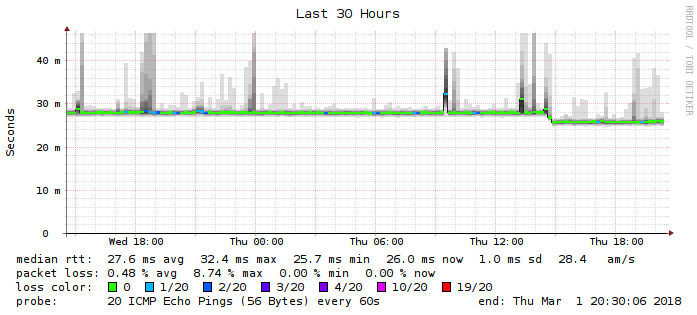 Last 30 Hours
RRDTOOL / TOBI OETIKER
Seconds
40 m
30 m
20 m
10 m
0
Wed 18:00 Thu 00:00 Thu 06:00 Thu 12:00 Thu 18:00
median rtt: 27.6 ms avg 32.4 ms max 25.7 ms min 26.0 ms now 1.0 ms sd 28.4 am/s
packet loss: 0.48 % avg 8.74 % max 0.00 % min 0.00 % now
loss color: 0 1/20 2/20 3/20 4/20 10/20 19/20
probe: 20 ICMP Echo Pings (56 Bytes) every 60s end: Thu Mar 1 20:30:06 2018